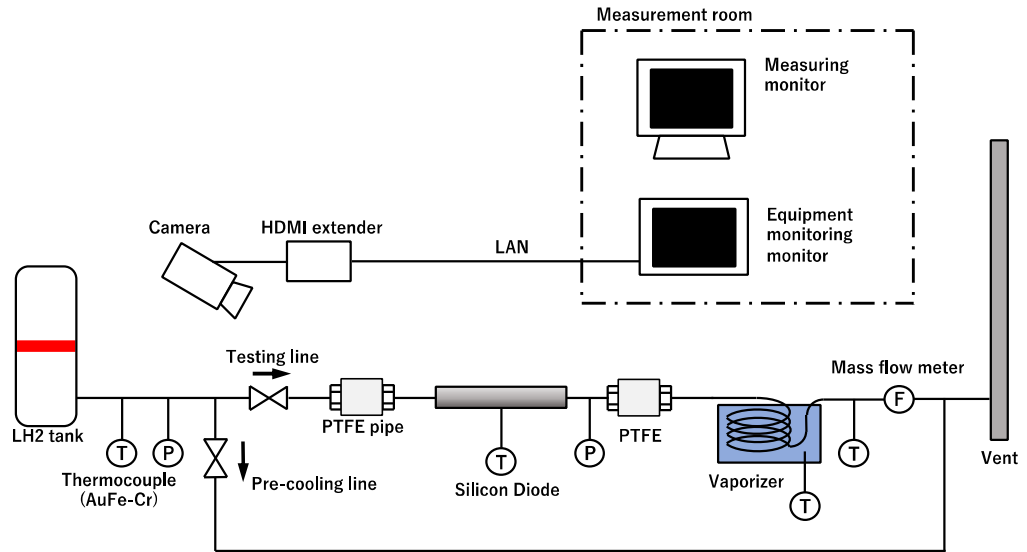 Measurement room
Measuring
monitor
Camera
HDMI extender
LAN
Equipment
monitoring
monitor
Testing line
Mass flow meter
F
LH2 tank
PTFE pipe
PTFE
T
P
P
T
T
T
Thermocouple
(AuFe-Cr)
Pre-cooling line
Silicon Diode
Vaporizer
Vent